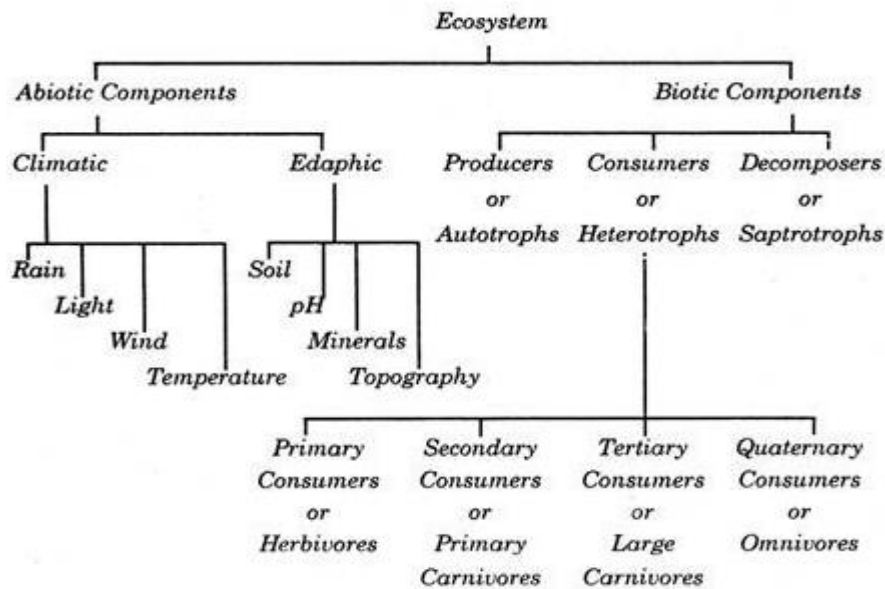 Ecosystem
Abiotic Components
Biotic Components
Climatic
Edaphic
Producers
or
Autotrophs
Consumers
or
Heterotrophs
Decomposers
or
Saptrotrophs
Rain
Light
Wind
Temperature
Soil
pH
Minerals
Topography
Primary
Consumers
or
Herbivores
Secondary
Consumers
or
Primary
Carnivores
Tertiary
Consumers
or
Large
Carnivores
Quaternary
Consumers
or
Omnivores